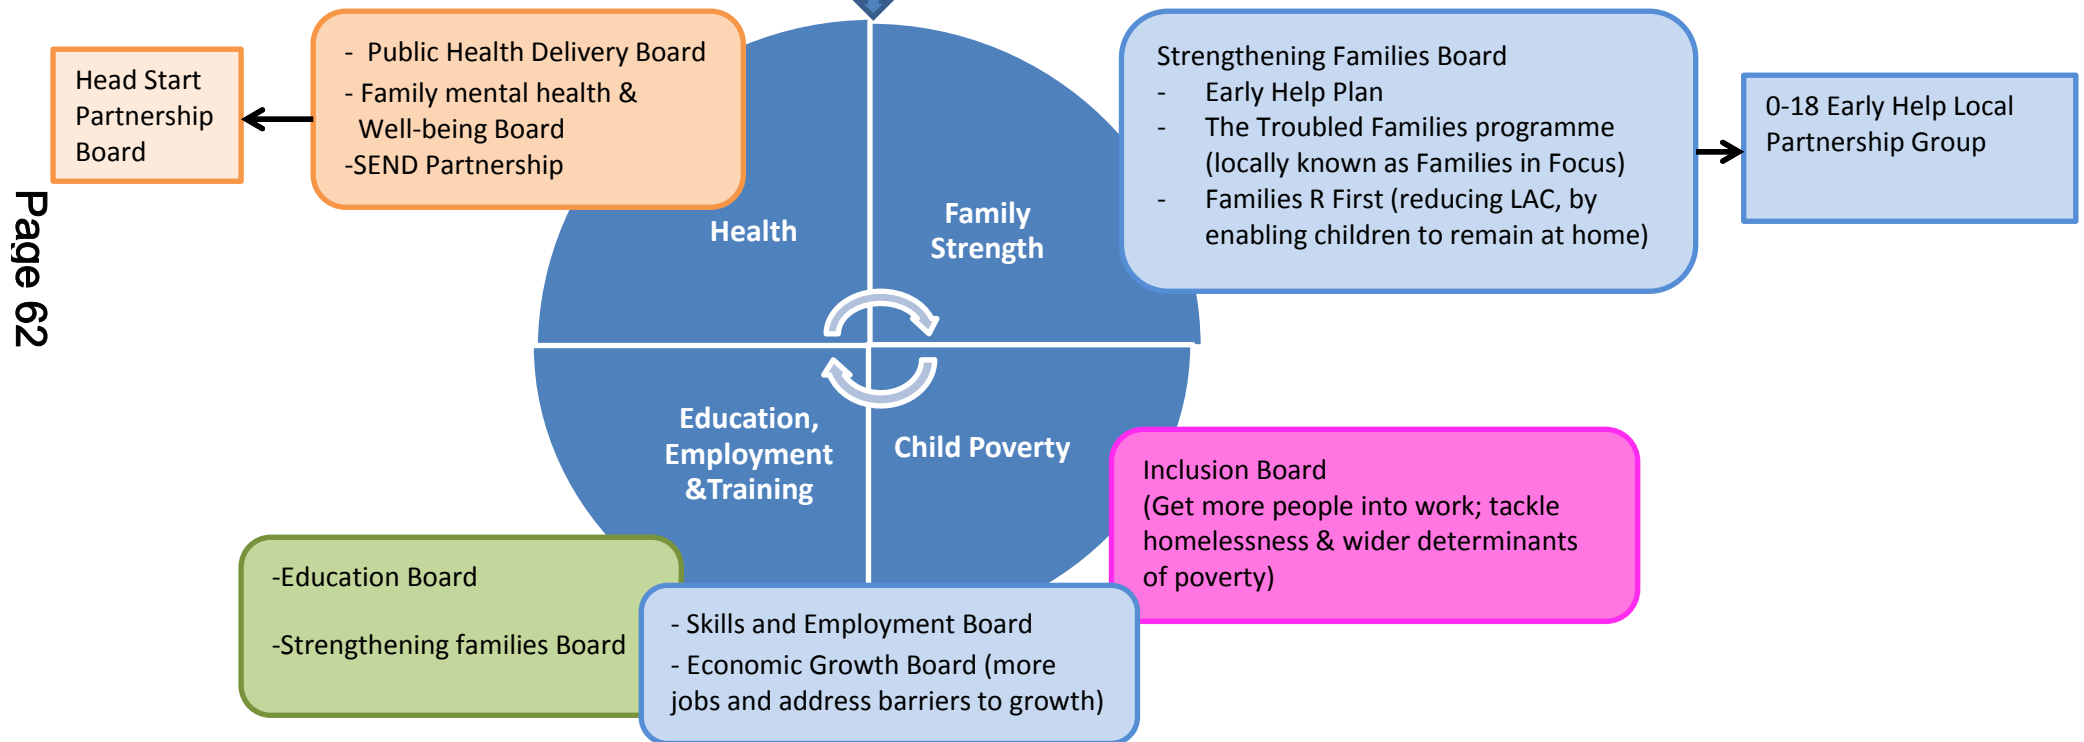 Head Start
Partnership
Board
- Public Health Delivery Board
- Family mental health &
Well-being Board
-SEND Partnership
Strengthening Families Board
- Early Help Plan
- The Troubled Families programme
(locally known as Families in Focus)
- Families R First (reducing LAC, by
enabling children to remain at home)
0-18 Early Help Local
Partnership Group
Page 62
Health
Family
Strength
Education,
Employment
&Training
Child Poverty
Inclusion Board
(Get more people into work; tackle
homelessness & wider determinants
of poverty)
-Education Board
-Strengthening families Board
- Skills and Employment Board
- Economic Growth Board (more
jobs and address barriers to growth)